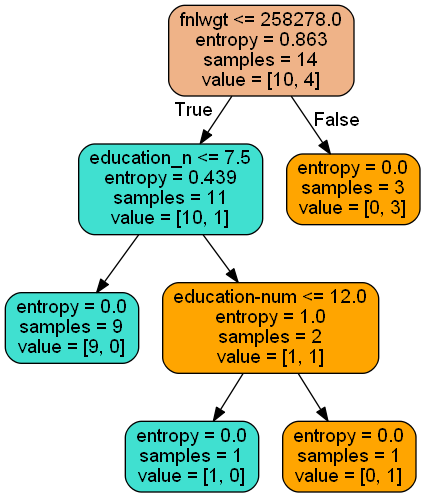 fnlwgt <= 258278.0
entropy = 0.863
samples = 14
value = [10, 4]
True
False
education_n <= 7.5
entropy = 0.439
samples = 11
value = [10, 1]
entropy = 0.0
samples = 3
value = [0, 3]
entropy = 0.0
samples = 9
value = [9, 0]
education-num <= 12.0
entropy = 1.0
samples = 2
value = [1, 1]
entropy = 0.0
samples = 1
value = [1, 0]
entropy = 0.0
samples = 1
value = [0, 1]